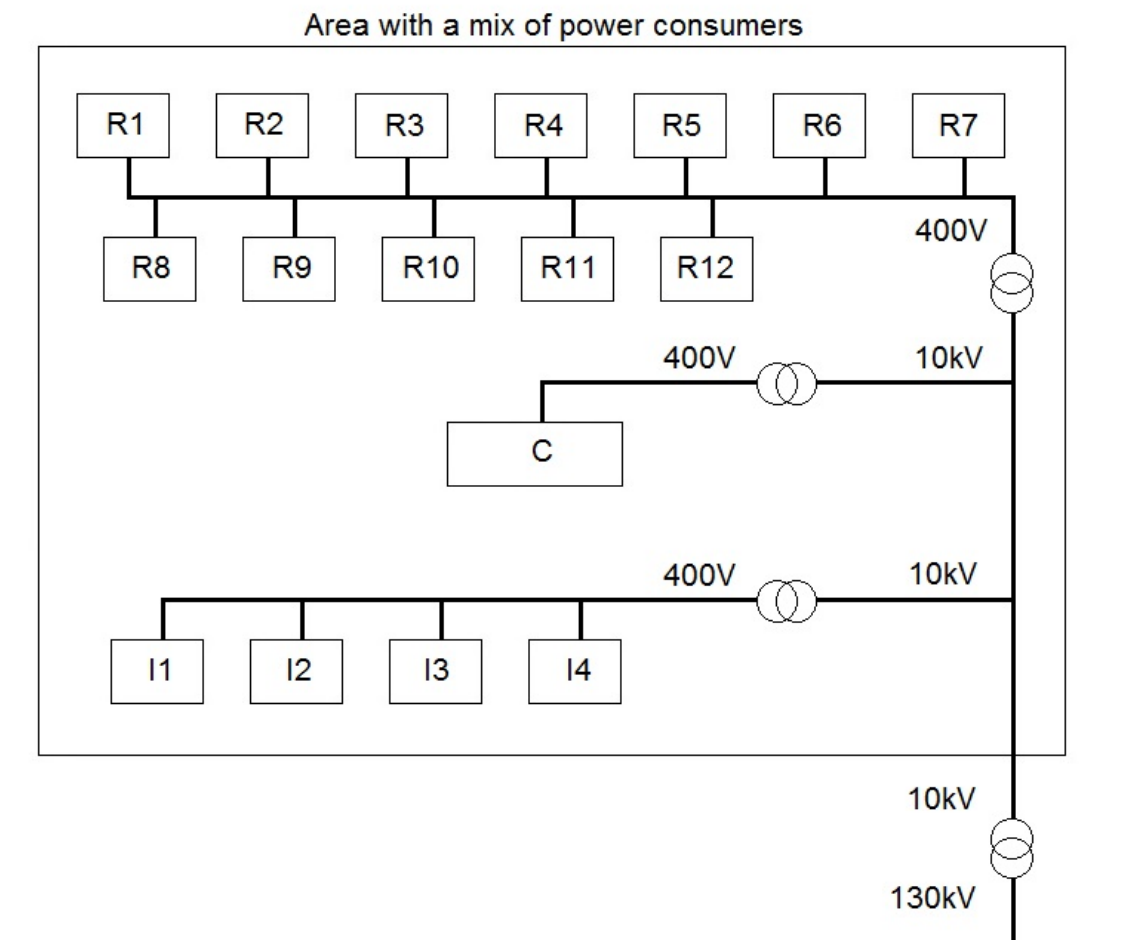 Area with a mix of power consumers
R1 R2 R3 R4 R5 R6 R7
400V
R8 R9 R10 R11 R12
400V 10kV
C
400V 10kV
I1 I2 I3 I4
10kV
130kV